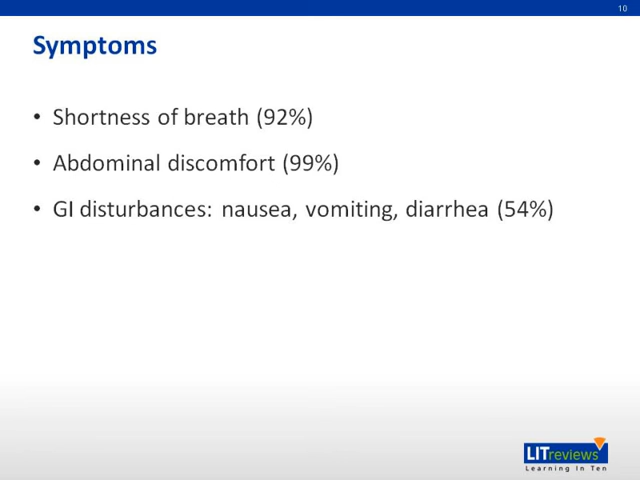 10
Symptoms
• Shortness of breath (92%)
• Abdominal discomfort (99%)
• GI disturbances: nausea, vomiting, diarrhea (54%)
LITreviews
Learning In Ten